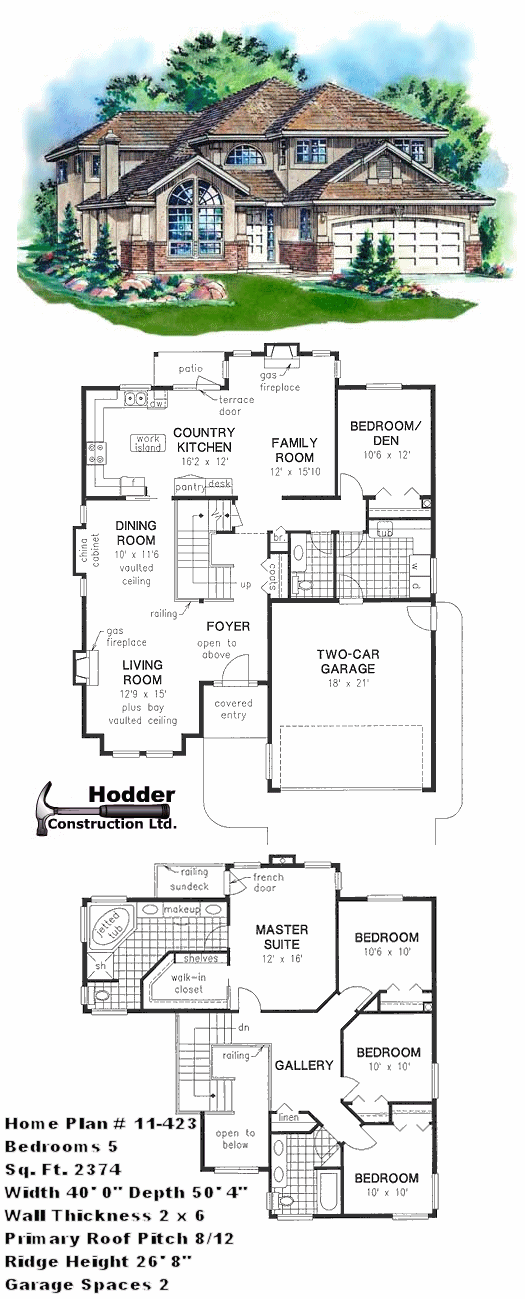 patio
gas
fireplace
terrace
door
dw
work
island
COUNTRY
KITCHEN
16'2 x 12'
FAMILY
ROOM
12' x 15'10
BEDROOM/
DEN
10'6 x 12'
f
pantry
desk
china
cabinet
DINING
ROOM
10' x 11'6
vaulted
ceiling
up
railing
br.
coats
tub
w d
gas
fireplace
FOYER
open to
above
LIVING
ROOM
12'9 x 15'
plus bay
vaulted ceiling
covered
entry
TWO-CAR
GARAGE
18' x 21'
Hodder
Construction Ltd.
railing
sundeck
french
door
jetted
tub
makeup
sh
shelves
walk-in
closet
MASTER
SUITE
12' x 16'
BEDROOM
10'6 x 10'
dn
railing
GALLERY
BEDROOM
10' x 10'
linen
open to
below
BEDROOM
10' x 10'
Home Plan # 11-423
Bedrooms 5
Sq. Ft. 2374
Width 40'0" Depth 50'4"
Wall Thickness 2 x 6
Primary Roof Pitch 8/12
Ridge Height 26'8"
Garage Spaces 2